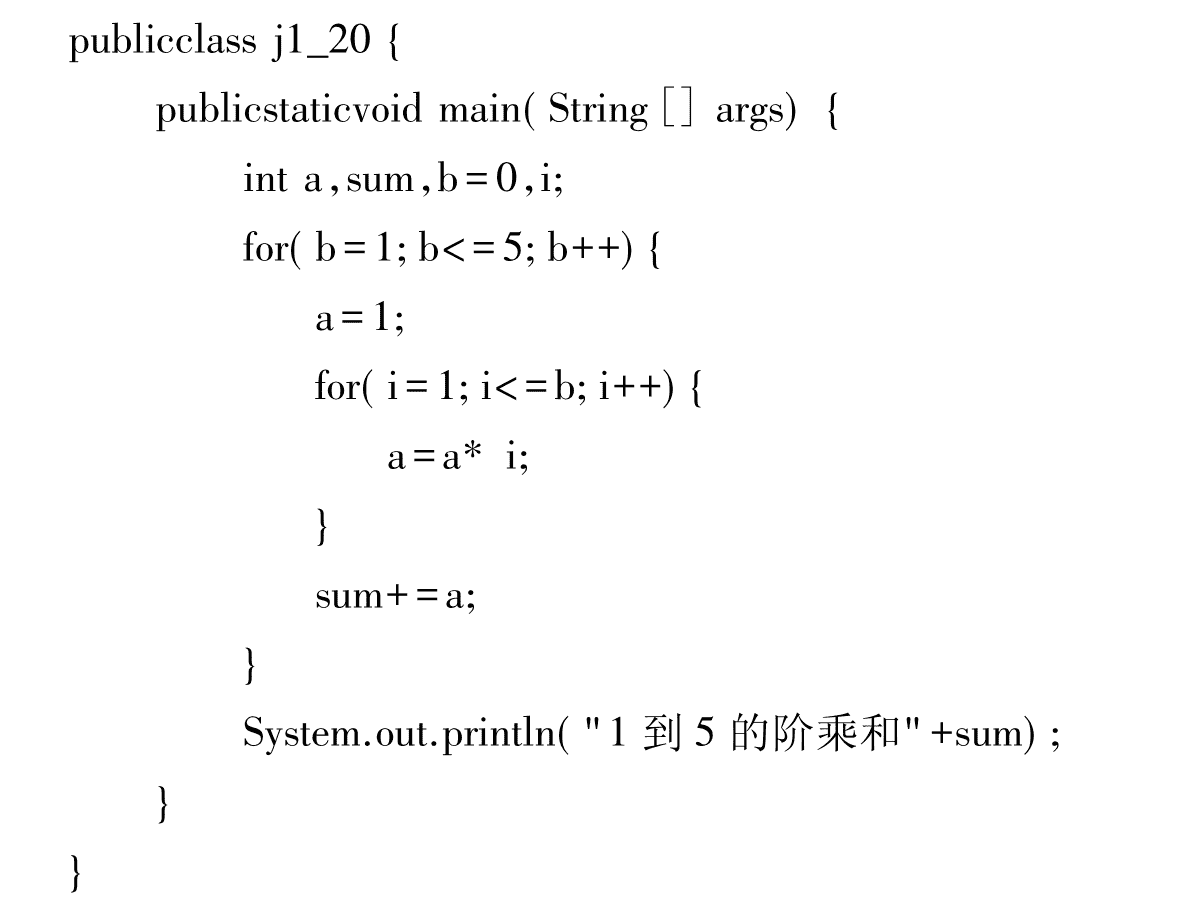 publicclass j1_20 {
publicstaticvoid main( String [] args) {
int a,sum,b=0,i;
for( b=1; b<=5; b++) {
a=1;
for( i=1; i<=b; i++) {
a=a* i;
}
sum+=a;
}
System.out.println( "1 到 5 的阶乘和"+sum) ;
}
}